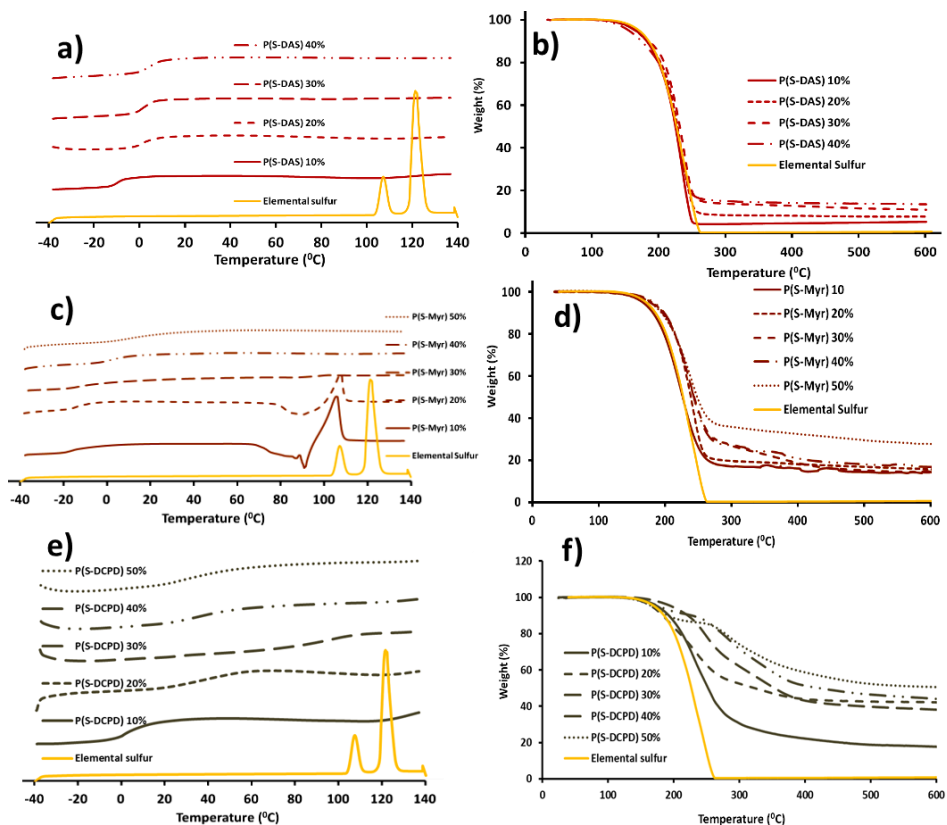 a)
P(S-DAS) 40%
P(S-DAS) 30%
P(S-DAS) 20%
P(S-DAS) 10%
Elemental sulfur
-40 -20 0 20 40 60 80 100 120 140
Temperature (⁰C)
b)
Weight (%)
100
80
60
40
20
0
P(S-DAS) 10%
P(S-DAS) 20%
P(S-DAS) 30%
P(S-DAS) 40%
Elemental Sulfur
0 100 200 300 400 500 600
Temperature (⁰C)
c)
P(S-Myr) 50%
P(S-Myr) 40%
P(S-Myr) 30%
P(S-Myr) 20%
P(S-Myr) 10%
Elemental Sulfur
-40 -20 0 20 40 60 80 100 120 140
Temperature (⁰C)
d)
Weight (%)
100
80
60
40
20
0
P(S-Myr) 10
P(S-Myr) 20%
P(S-Myr) 30%
P(S-Myr) 40%
P(S-Myr) 50%
Elemental Sulfur
0 100 200 300 400 500 600
Temperature (⁰C)
e)
P(S-DCPD) 50%
P(S-DCPD) 40%
P(S-DCPD) 30%
P(S-DCPD) 20%
P(S-DCPD) 10%
Elemental sulfur
-40 -20 0 20 40 60 80 100 120 140
Temperature (⁰C)
f)
Weight (%)
100
80
60
40
20
0
P(S-DCPD) 10%
P(S-DCPD) 20%
P(S-DCPD) 30%
P(S-DCPD) 40%
P(S-DCPD) 50%
Elemental Sulfur
0 100 200 300 400 500 600
Temperature (⁰C)